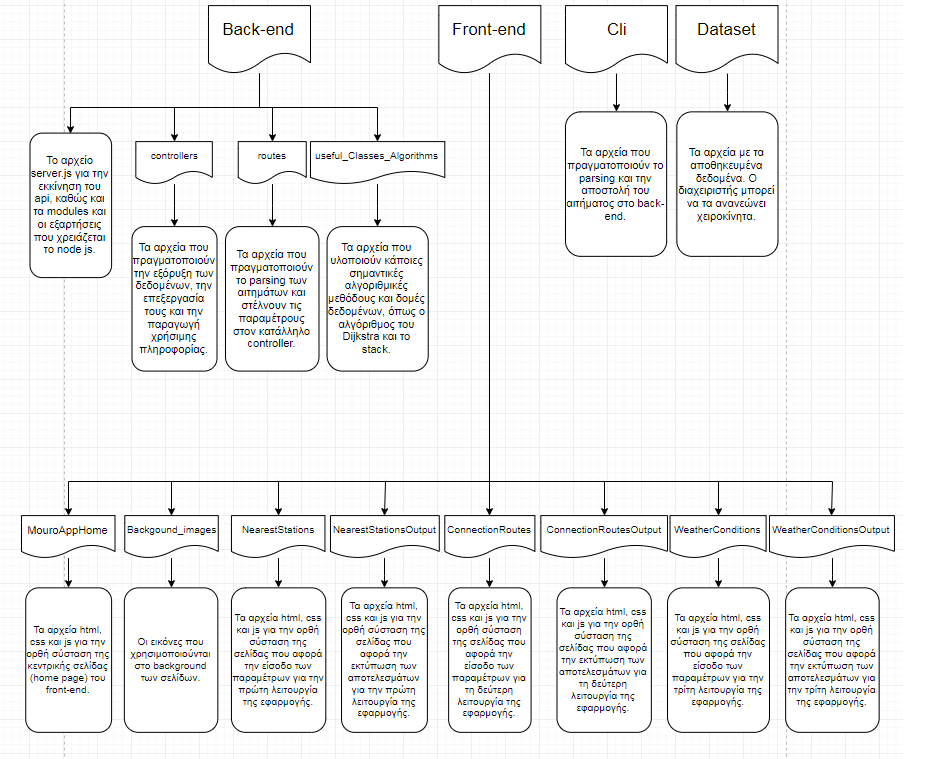 Back-end
Front-end
Cli
Dataset
Το αρχείο
server.js για την
εκκίνηση του
api, καθώς και
τα modules και
οι εξαρτήσεις
που χρειάζεται
το node js.
controllers
routes
useful_Classes_Algorithms
Τα αρχεία που
πραγματοποιούν
την εξόρυξη των
δεδομένων, την
επεξεργασία
τους και την
παραγωγή
χρήσιμης
πληροφορίας.
Τα αρχεία που
πραγματοποιούν
το parsing των
αιτημάτων και
στέλνουν τις
παραμέτρους
στον κατάλληλο
controller.
Τα αρχεία που
υλοποιούν κάποιες
σημαντικές
αλγοριθμικές
μεθόδους και δομές
δεδομένων, όπως ο
αλγόριθμος του
Dijkstra και το
stack.
Τα αρχεία που
πραγματοποιούν το
parsing και την
αποστολή του
αιτήματος στο back-
end.
Τα αρχεία με τα
αποθηκευμένα
δεδομένα. Ο
διαχειριστής μπορεί
να τα ανανεώνει
χειροκίνητα.
MouroAppHome
Backgound_images
NearestStations
NearestStationsOutput
ConnectionRoutes
ConnectionRoutesOutput
WeatherConditions
WeatherConditionsOutput
Τα αρχεία html,
css και js για την
ορθή σύσταση της
κεντρικής σελίδας
(home page) του
front-end.
Οι εικόνες που
χρησιμοποιούνται
στο background
των σελίδων.
Τα αρχεία html, css
και js για την ορθή
σύσταση της
σελίδας που αφορά
την είσοδο των
παραμέτρων για την
πρώτη λειτουργία
της εφαρμογής.
Τα αρχεία html,
css και js για την
ορθή σύσταση της
σελίδας που
αφορά την
εκτύπωση των
αποτελεσμάτων
για την πρώτη
λειτουργία της
εφαρμογής.
Τα αρχεία html,
css και js για την
ορθή σύσταση
της σελίδας που
αφορά την
είσοδο των
παραμέτρων για
τη δεύτερη
λειτουργία της
εφαρμογής.
Τα αρχεία html, css
και js για την ορθή
σύσταση της
σελίδας που αφορά
την εκτύπωση των
αποτελεσμάτων για
τη δεύτερη
λειτουργία της
εφαρμογής.
Τα αρχεία html, css
και js για την ορθή
σύσταση της σελίδας
που αφορά την
είσοδο των
παραμέτρων για την
τρίτη λειτουργία της
εφαρμογής.
Τα αρχεία html, css
και js για την ορθή
σύσταση της
σελίδας που αφορά
την εκτύπωση των
αποτελεσμάτων για
την τρίτη λειτουργία
της εφαρμογής.